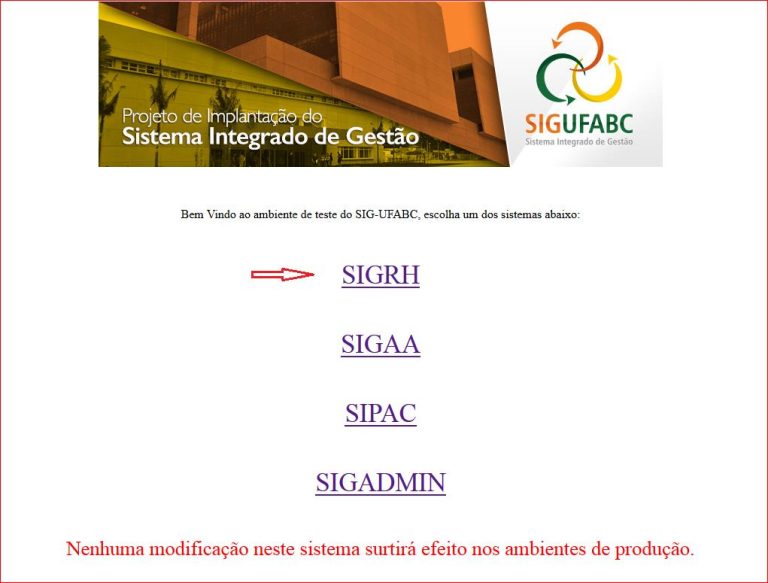 Projeto de Implantação do
Sistema Integrado de Gestão
SIGUFABC
Sistema Integrado de Gestão
Bem Vindo ao ambiente de teste do SIG-UFABC, escolha um dos sistemas abaixo:
SIGRH
SIGAA
SIPAC
SIGADMIN
Nenhuma modificação neste sistema surtirá efeito nos ambientes de produção.